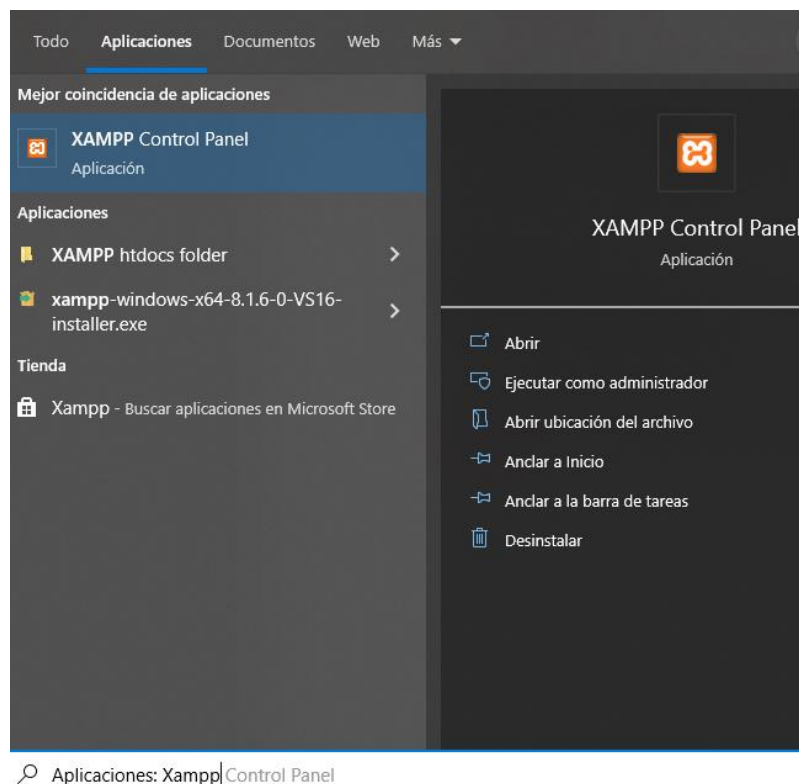 Todo Aplicaciones Documentos Web Más
Mejor coincidencia de aplicaciones
XAMPP Control Panel
Aplicación
Aplicaciones
XAMPP htdocs folder
xampp-windows-x64-8.1.6-0-VS16-
installer.exe
Tienda
Xampp - Buscar aplicaciones en Microsoft Store
XAMPP Control Panel
Aplicación
Abrir
Ejecutar como administrador
Abrir ubicación del archivo
Anclar a Inicio
Anclar a la barra de tareas
Desinstalar
Aplicaciones: Xampp Control Panel